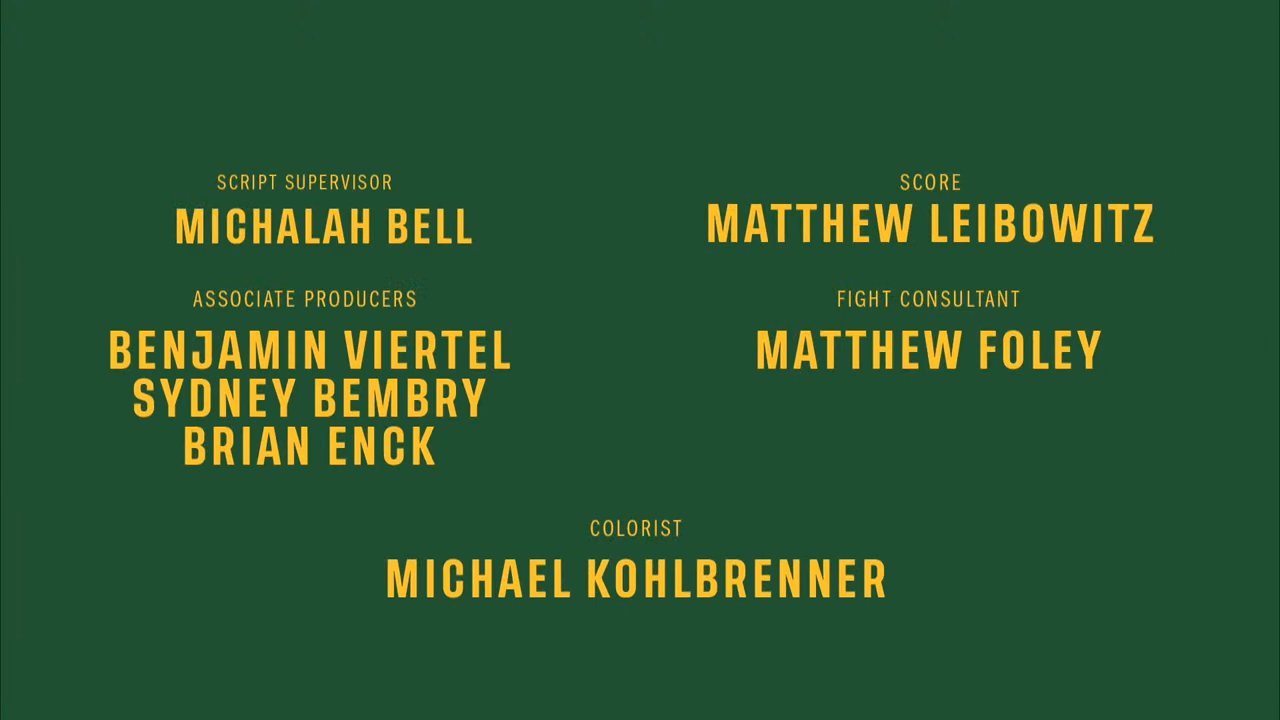 SCRIPT SUPERVISOR
MICHALAH BELL
ASSOCIATE PRODUCERS
BENJAMIN VIERTEL
SYDNEY BEMBRY
BRIAN ENCK
SCORE
MATTHEW LEIBOWITZ
FIGHT CONSULTANT
MATTHEW FOLEY
COLORIST
MICHAEL KOHLBRENNER